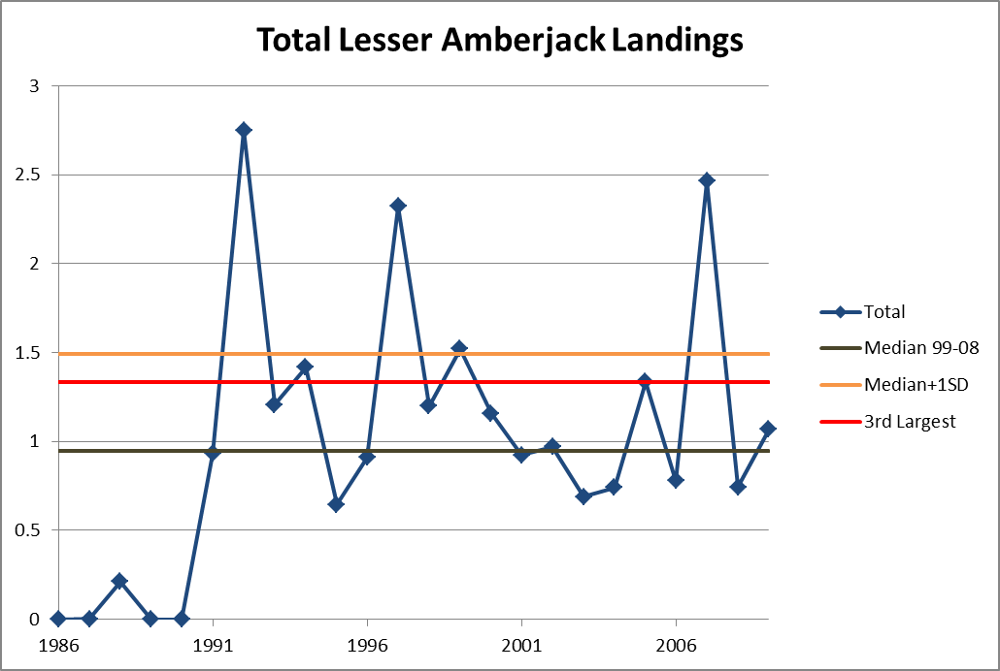 Total Lesser Amberjack Landings
3
2.5
2
1.5
1
0.5
0
1986 1991 1996 2001 2006
Total
Median 99-08
Median+1SD
3rd Largest